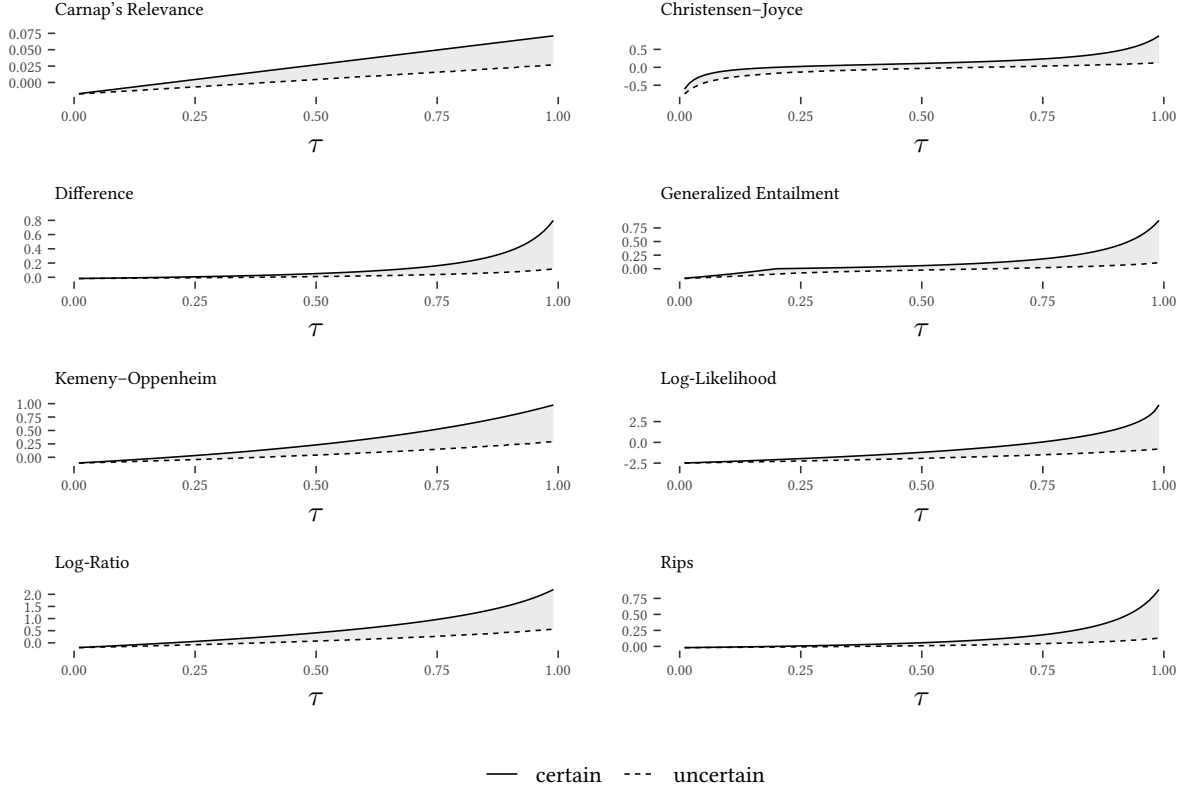 Carnap’s Relevance
0.075
0.050
0.025
0.000
0.00 0.25 0.50 0.75 1.00
τ
Christensen–Joyce
0.5
0.0
-0.5
0.00 0.25 0.50 0.75 1.00
τ
Difference
0.8
0.6
0.4
0.2
0.0
0.00 0.25 0.50 0.75 1.00
τ
Generalized Entailment
0.75
0.50
0.25
0.00
0.00 0.25 0.50 0.75 1.00
τ
Kemeny–Oppenheim
1.00
0.75
0.50
0.25
0.00
0.00 0.25 0.50 0.75 1.00
τ
Log-Likelihood
2.5
0.0
-2.5
0.00 0.25 0.50 0.75 1.00
τ
Log-Ratio
2.0
1.5
1.0
0.5
0.0
0.00 0.25 0.50 0.75 1.00
τ
Rips
0.75
0.50
0.25
0.00
0.00 0.25 0.50 0.75 1.00
τ
certain uncertain